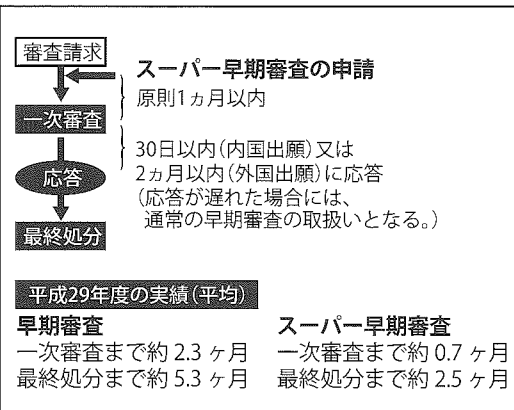 審査請求
スーパー早期審査の申請
原則1ヵ月以内
一次審査
30日以内(内国出願)又は
2ヵ月以内(外国出願)に応答
(応答が遅れた場合には、
通常の早期審査の取扱いとなる。)
応答
最終処分
平成29年度の実績(平均)
早期審査
一次審査まで約 2.3 ヶ月
最終処分まで約 5.3 ヶ月
スーパー早期審査
一次審査まで約 0.7 ヶ月
最終処分まで約 2.5 ヶ月